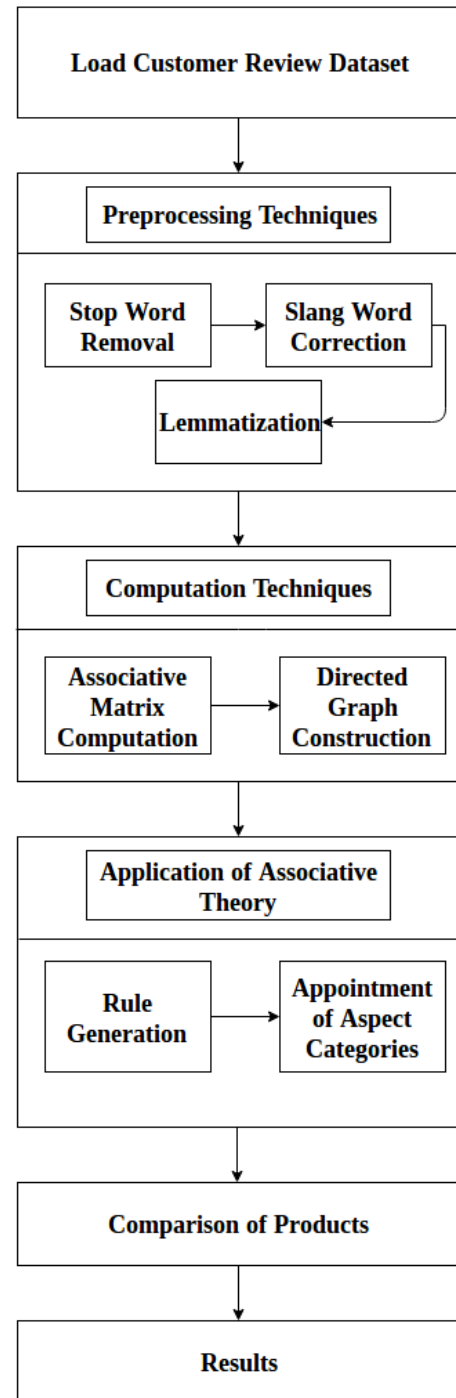 Load Customer Review Dataset
Preprocessing Techniques
Stop Word
Removal
Slang Word
Correction
Lemmatization
Computation Techniques
Associative
Matrix
Computation
Directed
Graph
Construction
Application of Associative
Theory
Rule
Generation
Appointment
of Aspect
Categories
Comparison of Products
Results